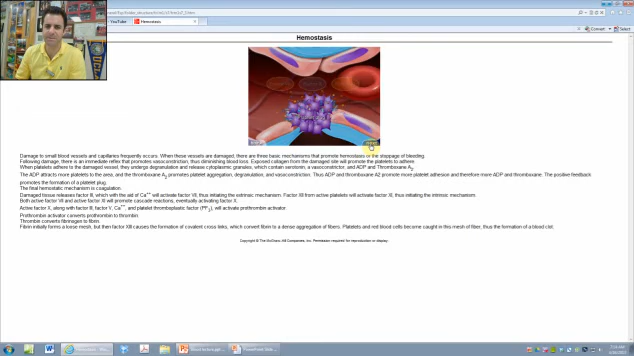 YouTube
Hemostasis
Convert
Select
Hemostasis
Damage to small blood vessels and capillaries frequently occurs. When these vessels are damaged, there are three basic mechanisms that promote hemostasis or the stoppage of bleeding.
Following damage, there is an immediate reflex that promotes vasoconstriction, thus diminishing blood loss. Exposed collagen from the damaged site will promote the platelets to adhere.
When platelets adhere to the damaged vessel, they undergo degranulation and release cytoplasmic granules, which contain serotonin, a vasoconstrictor, and ADP and Thromboxane A2.
The ADP attracts more platelets to the area, and the thromboxane A2 promotes platelet aggregation, degranulation, and vasoconstriction. Thus ADP and thromboxane A2 promote more platelet adhesion and therefore more ADP and thromboxane. The positive feedback
promotes the formation of a platelet plug.
The final hemostatic mechanism is coagulation.
Damaged tissue releases factor III, which with the aid of Ca++ will activate factor VII, thus initiating the extrinsic mechanism. Factor XII from active platelets will activate factor XI, thus initiating the intrinsic mechanism.
Both active factor VII and active factor XI will promote cascade reactions, eventually activating factor X.
Active factor X, along with factor III, factor V, Ca++, and platelet thromboplastic factor (PF3), will activate prothrombin activator.
Prothrombin activator converts prothrombin to thrombin.
Thrombin converts fibrinogen to fibrin.
Fibrin initially forms a loose mesh, but then factor XIII causes the formation of covalent cross links, which convert fibrin to a dense aggregation of fibers. Platelets and red blood cells become caught in this mesh of fiber, thus the formation of a blood clot.
Copyright © The McGraw-Hill Companies, Inc. Permission required for reproduction or display.